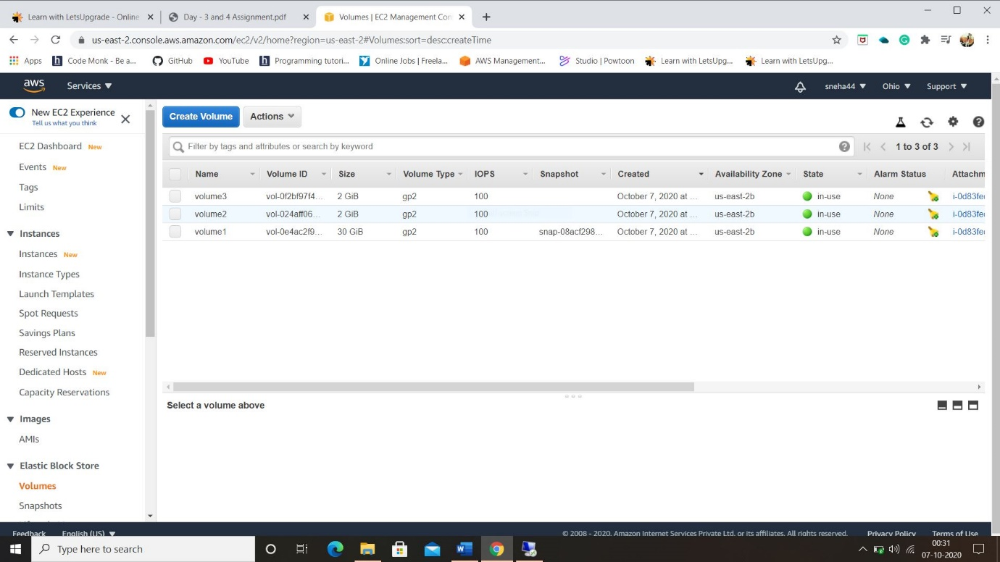 Learn with LetsUpgrade - Online
Day - 3 and 4 Assignment.pdf
Volumes | EC2 Management Con
us-east-2.console.aws.amazon.com/ec2/v2/home?region=us-east-2#Volumes:sort=desc:createTime
Apps Code Monk - Be a... GitHub YouTube Programming tutori... Online Jobs | Freela... AWS Management... Studio | Powtoon Learn with LetsUpg... Learn with LetsUpg...
aws Services sneha44 Ohio Support
New EC2 Experience
Tell us what you think
EC2 Dashboard New
Events New
Tags
Limits
Instances
Instances New
Instance Types
Launch Templates
Spot Requests
Savings Plans
Reserved Instances
Dedicated Hosts New
Capacity Reservations
Images
AMIs
Elastic Block Store
Volumes
Snapshots
Create Volume Actions
Filter by tags and attributes or search by keyword
1 to 3 of 3
Name Volume ID Size Volume Type IOPS Snapshot Created Availability Zone State Alarm Status Attachm
volume3 vol-0f2bf97f4... 2 GiB gp2 100 October 7, 2020 at ... us-east-2b in-use None i-0d83fe
volume2 vol-024aff06... 2 GiB gp2 100 October 7, 2020 at ... us-east-2b in-use None i-0d83fe
volume1 vol-0e4ac2f9... 30 GiB gp2 100 snap-08acf298... October 7, 2020 at ... us-east-2b in-use None i-0d83fe
Select a volume above
Feedback English (US) © 2008 - 2020, Amazon Internet Services Private Ltd. or its affiliates. All rights reserved. Privacy Policy Terms of Use
Type here to search
00:31
07-10-2020